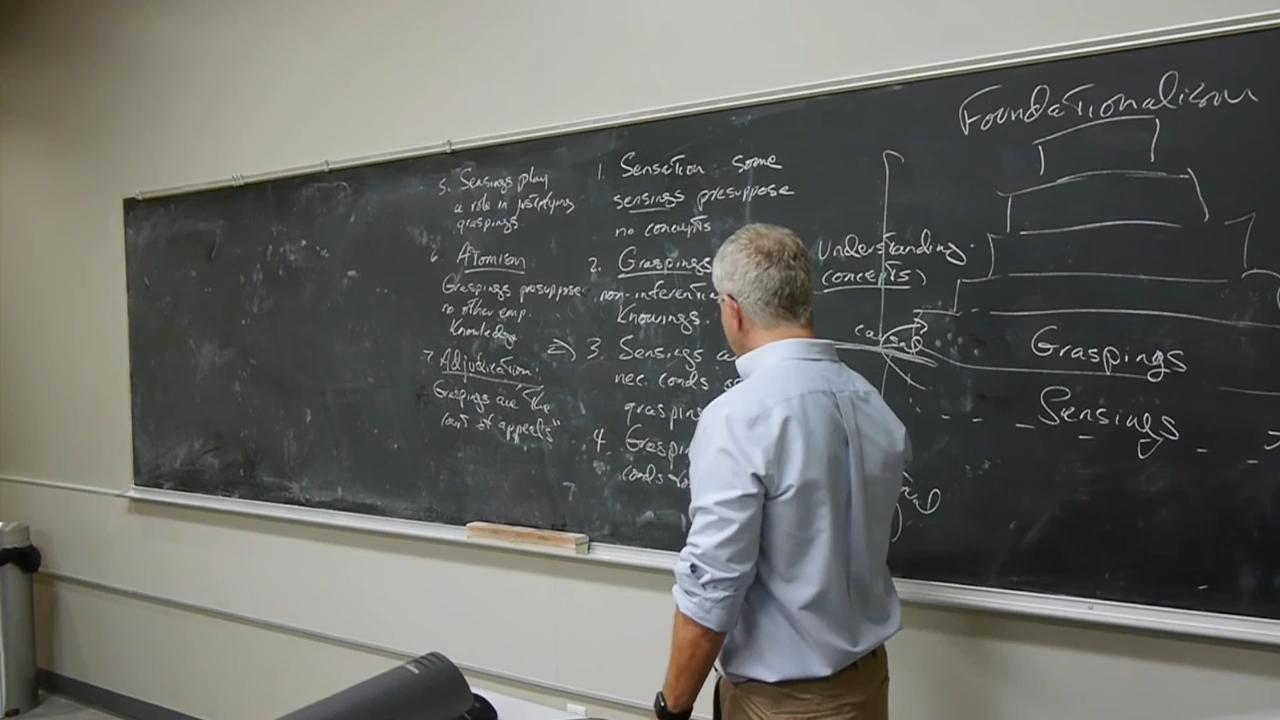 1. Sensation: some
sensings presuppose
no concepts
2. Graspings
non-inferential
Knowings.
=> 3. Sensings
nec. conds
4.
conds
5. Sensings play
a role in justifying
graspings.
6. Atomism
Graspings presuppose
no other emp.
Knowledge
7 Adjudication.
Graspings are the
court of appeals"
Understanding
(concepts)
causal
Foundationalism
Graspings
Sensings